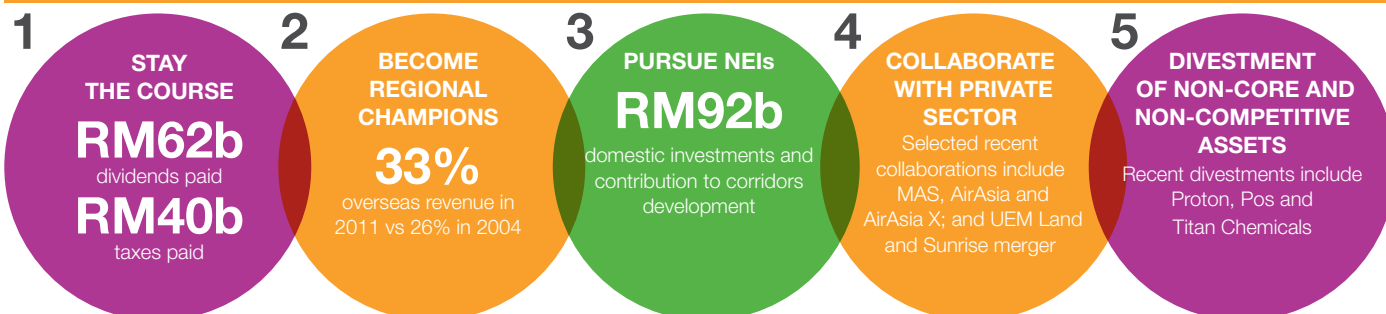 1
STAY
THE COURSE
RM62b
dividends paid
RM40b
taxes paid
2
BECOME
REGIONAL
CHAMPIONS
33%
overseas revenue in
2011 vs 26% in 2004
3
PURSUE NEIs
RM92b
domestic investments and
contribution to corridors
development
4
COLLABORATE
WITH PRIVATE
SECTOR
Selected recent
collaborations include
MAS, AirAsia and
AirAsia X; and UEM Land
and Sunrise merger
5
DIVESTMENT
OF NON-CORE AND
NON-COMPETITIVE
ASSETS
Recent divestments include
Proton, Pos and
Titan Chemicals